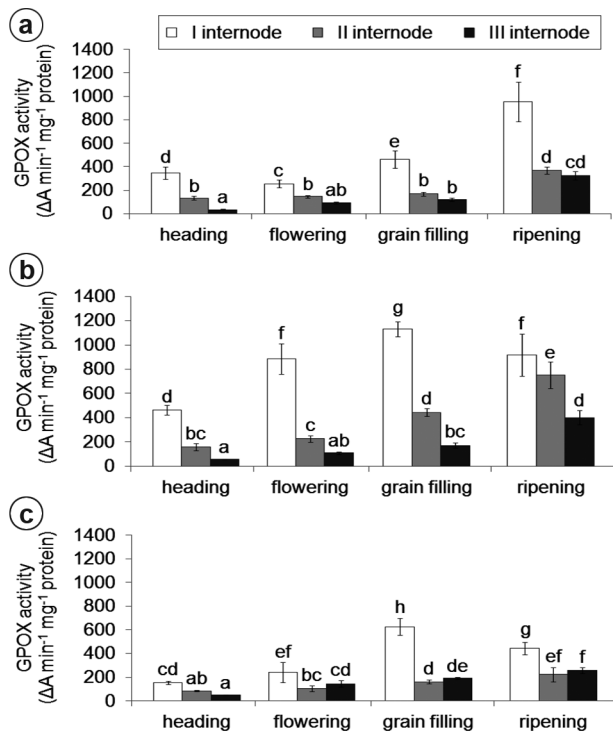 a
I internode II internode III internode
GPOX activity
(ΔA min-1 mg-1 protein)
1400
1200
1000
800
600
400
200
0
d b a c b ab e b b f d cd
heading flowering grain filling ripening
b
GPOX activity
(ΔA min-1 mg-1 protein)
1400
1200
1000
800
600
400
200
0
d bc a f c ab g d bc f e d
heading flowering grain filling ripening
c
GPOX activity
(ΔA min-1 mg-1 protein)
1400
1200
1000
800
600
400
200
0
cd ab a ef bc cd h d de g ef f
heading flowering grain filling ripening